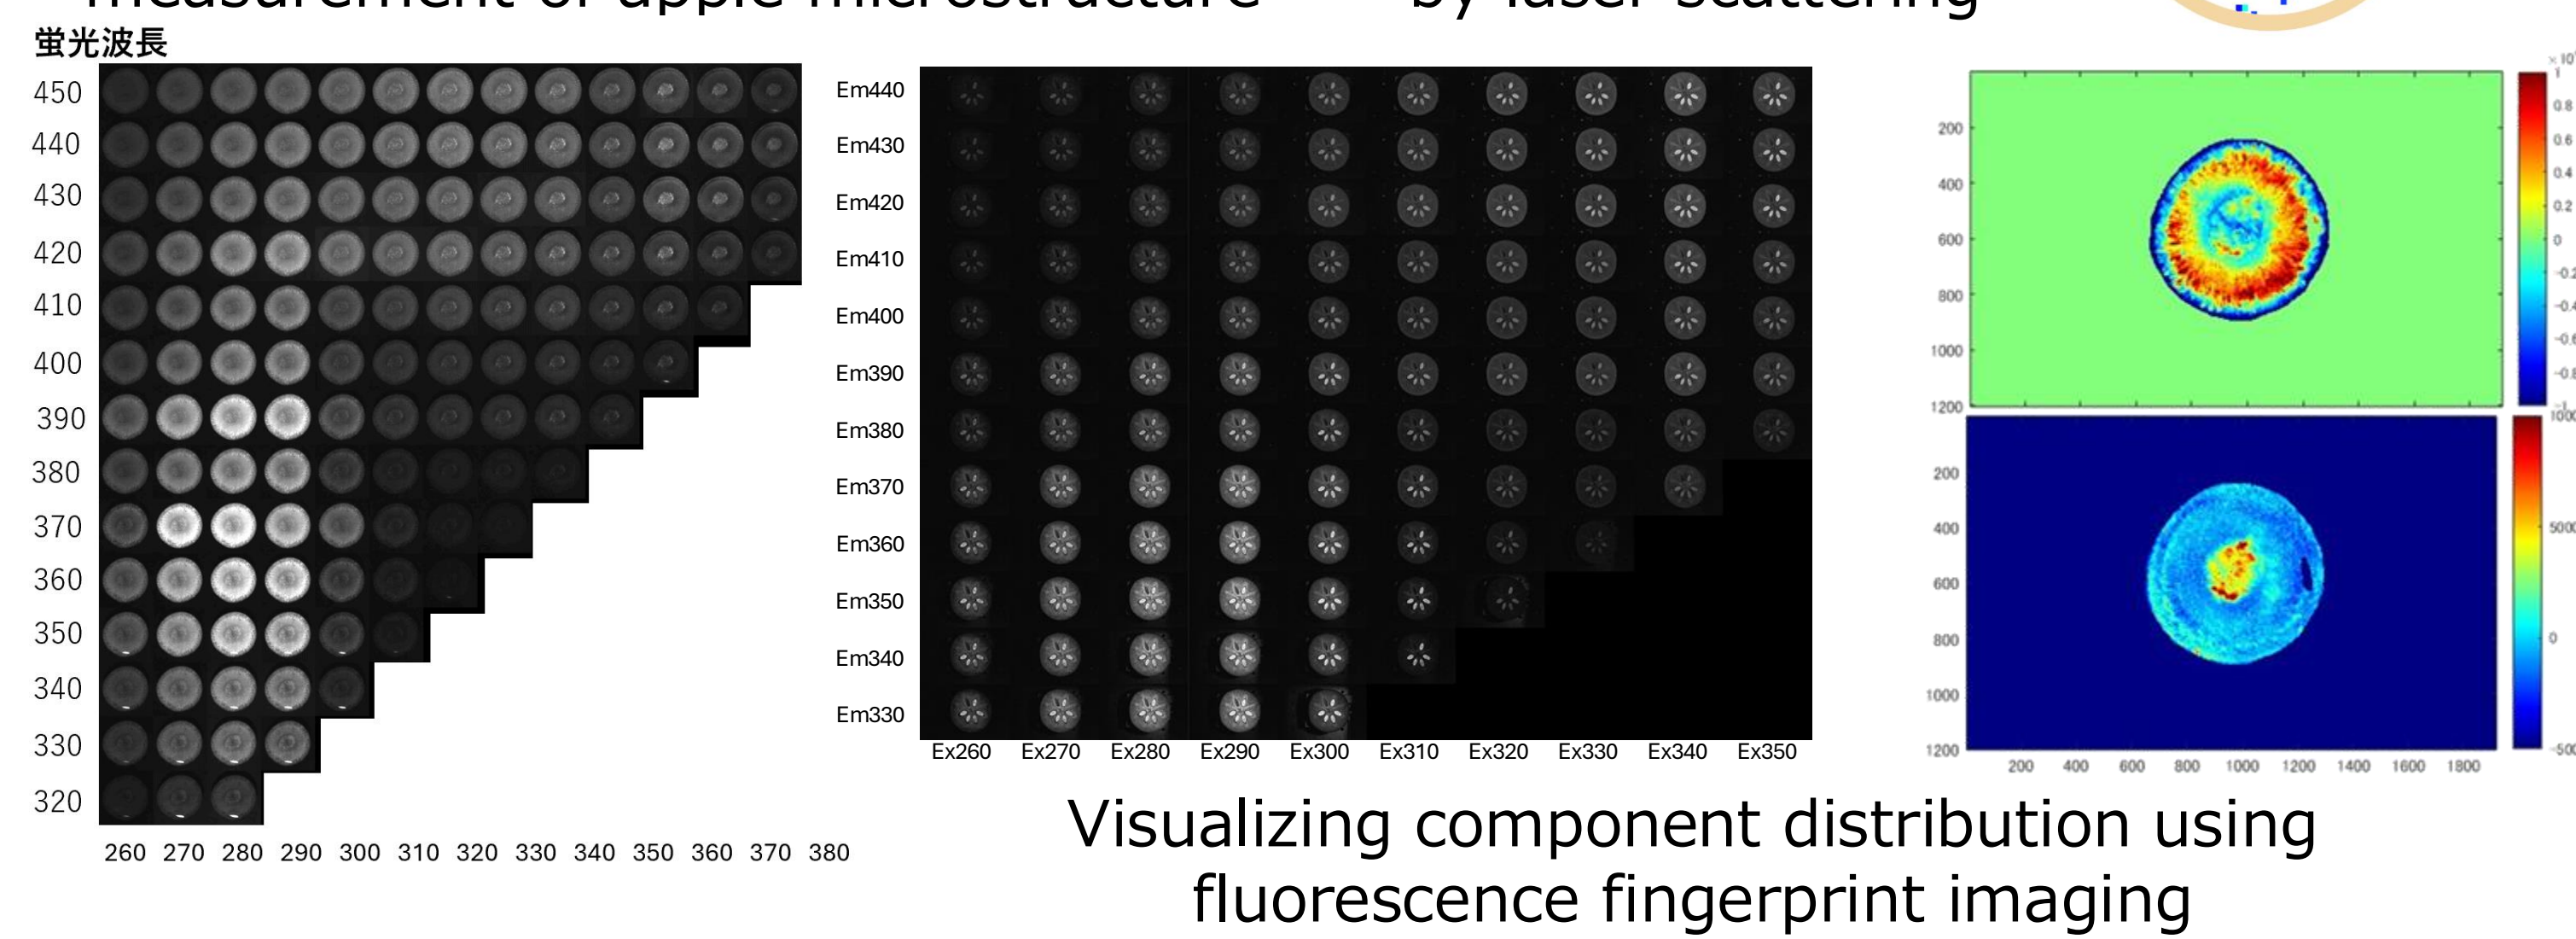 measurement of apple microstructure by laser scattering
蛍光波長
450
440
430
420
410
400
390
380
370
360
350
340
330
320
260 270 280 290 300 310 320 330 340 350 360 370 380
Em440
Em430
Em420
Em410
Em400
Em390
Em380
Em370
Em360
Em350
Em340
Em330
Ex260 Ex270 Ex280 Ex290 Ex300 Ex310 Ex320 Ex330 Ex340 Ex350
200
400
600
800
1000
1200
1
0.8
0.6
0.4
0.2
0
200
400
600
800
1000
1200
200 400 600 800 1000 1200 1400 1600 1800
0
Visualizing component distribution using
fluorescence fingerprint imaging